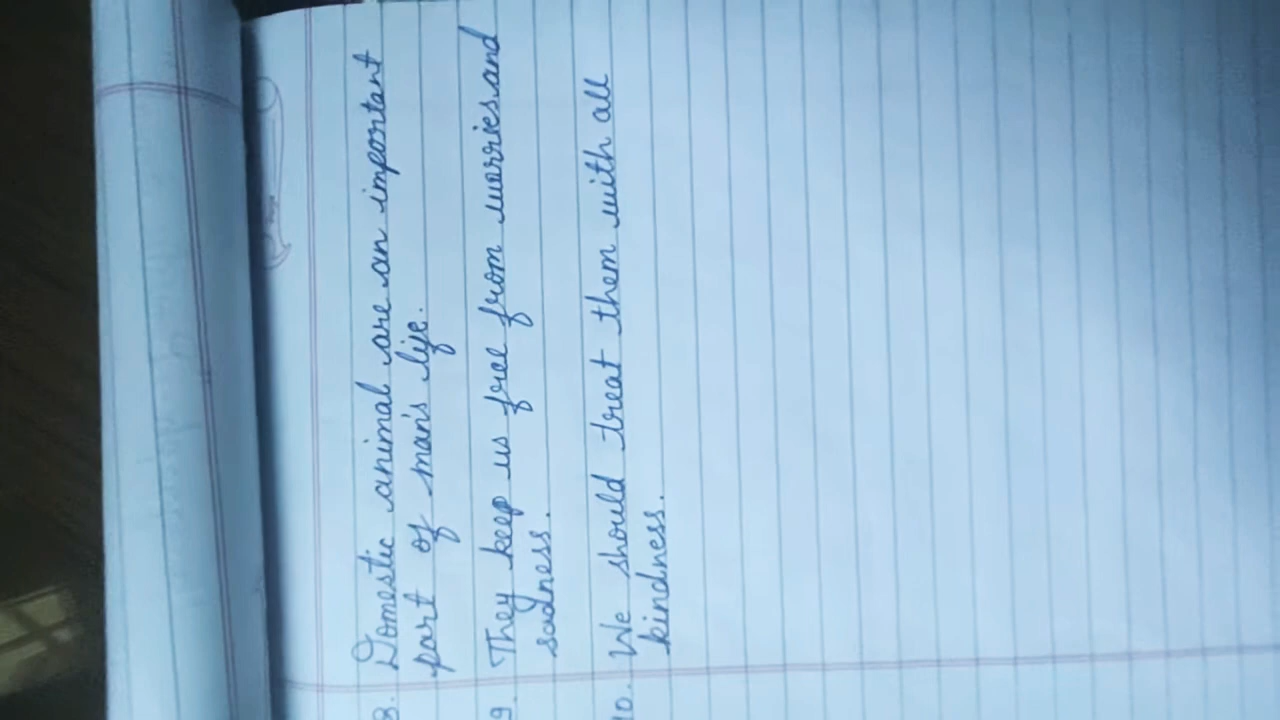 8. Domestic animal are an important
part of man's life.
9. They keep us free from worries and
sadness.
10. We should treat them with all
kindness.